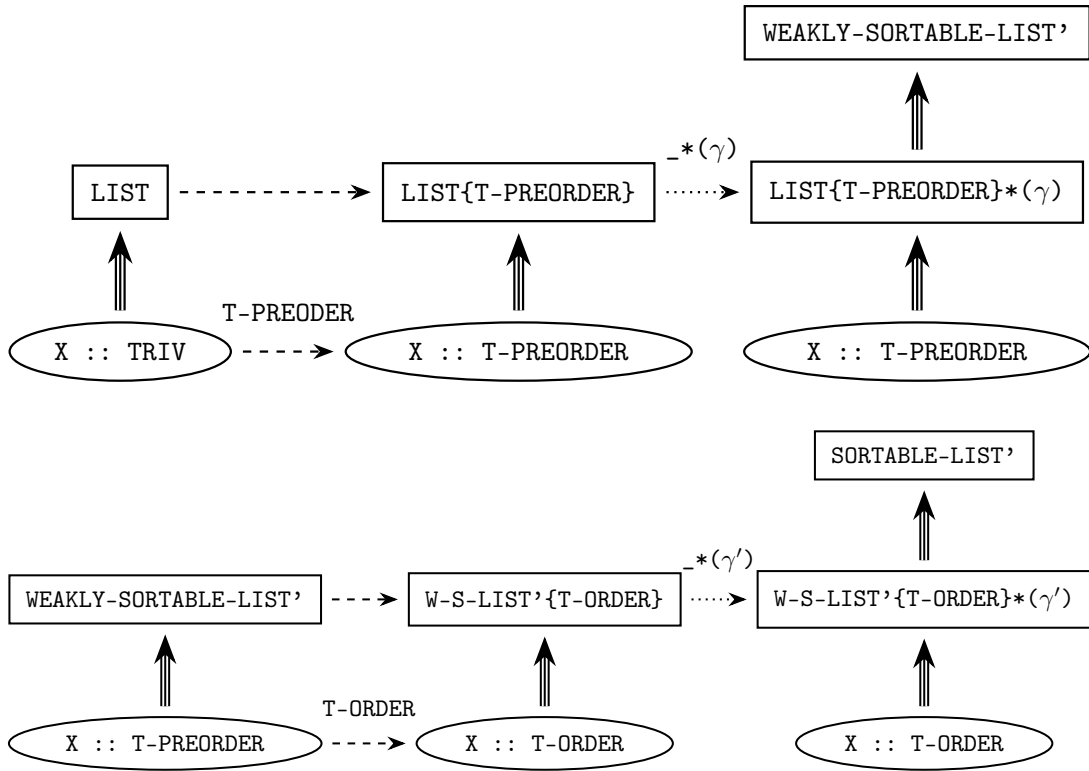 WEAKLY-SORTABLE-LIST’
_*(γ)
LIST
LIST{T-PREORDER}
LIST{T-PREORDER}*(γ)
T-PREODER
X :: TRIV
X :: T-PREORDER
X :: T-PREORDER
SORTABLE-LIST’
_*(γ′)
WEAKLY-SORTABLE-LIST’
W-S-LIST’{T-ORDER}
W-S-LIST’{T-ORDER}*(γ′)
T-ORDER
X :: T-PREORDER
X :: T-ORDER
X :: T-ORDER